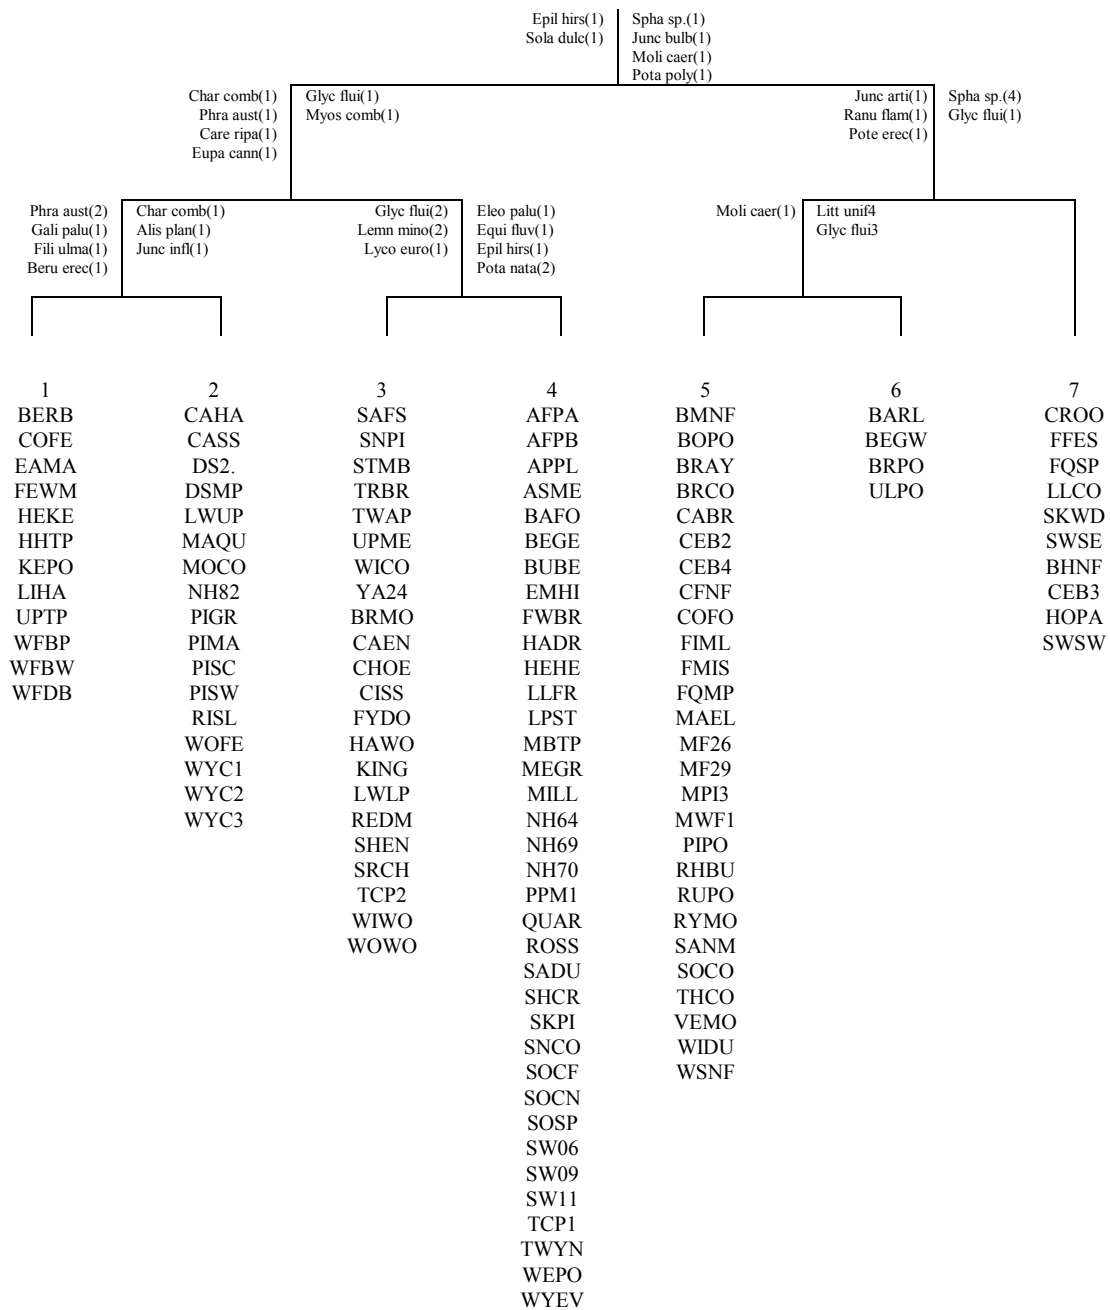 Epil hirs(1) Spha sp.(1)
Sola dulc(1) Junc bulb(1)
Moli caer(1)
Pota poly(1)
Char comb(1) Glyc flui(1) Junc arti(1) Spha sp.(4)
Phra aust(1) Myos comb(1) Ranu flam(1) Glyc flui(1)
Care ripa(1) Pote erec(1)
Eupa cann(1)
Phra aust(2) Char comb(1) Glyc flui(2) Eleo palu(1) Moli caer(1) Litt unif4
Gali palu(1) Alis plan(1) Lemn mino(2) Equi fluv(1) Glyc flui3
Fili ulma(1) Junc infl(1) Lyco euro(1) Epil hirs(1)
Beru erec(1) Pota nata(2)
1 2 3 4 5 6 7
BERB CAHA SAFS AFPA BMNF BARL CROO
COFE CASS SNPI AFPB BOPO BEGW FFES
EAMA DS2. STMB APPL BRAY BRPO FQSP
FEWM DSMP TRBR ASME BRCO ULPO LLCO
HEKE LWUP TWAP BAFO CABR SKWD
HHTP MAQU UPME BEGE CEB2 SWSE
KEPO MOCO WICO BUBE CEB4 BHNF
LIHA NH82 YA24 EMHI CFNF CEB3
UPTP PIGR BRMO FWBR COFO HOPA
WFBP PIMA CAEN HADR FIML SWSW
WFBW PISC CHOE HEHE FMIS
WFDB PISW CISS LLFR FQMP
RISL FYDO LPST MAEL
WOFE HAWO MBTP MF26
WYC1 KING MEGR MF29
WYC2 LWLP MILL MPI3
WYC3 REDM NH64 MWF1
SHEN NH69 PIPO
SRCH NH70 RHBU
TCP2 PPM1 RUPO
WIWO QUAR RYMO
WOWO ROSS SANM
SADU SOCO
SHCR THCO
SKPI VEMO
SNCO WIDU
SOCF WSNF
SOCN
SOSP
SW06
SW09
SW11
TCP1
TWYN
WEPO
WYEV